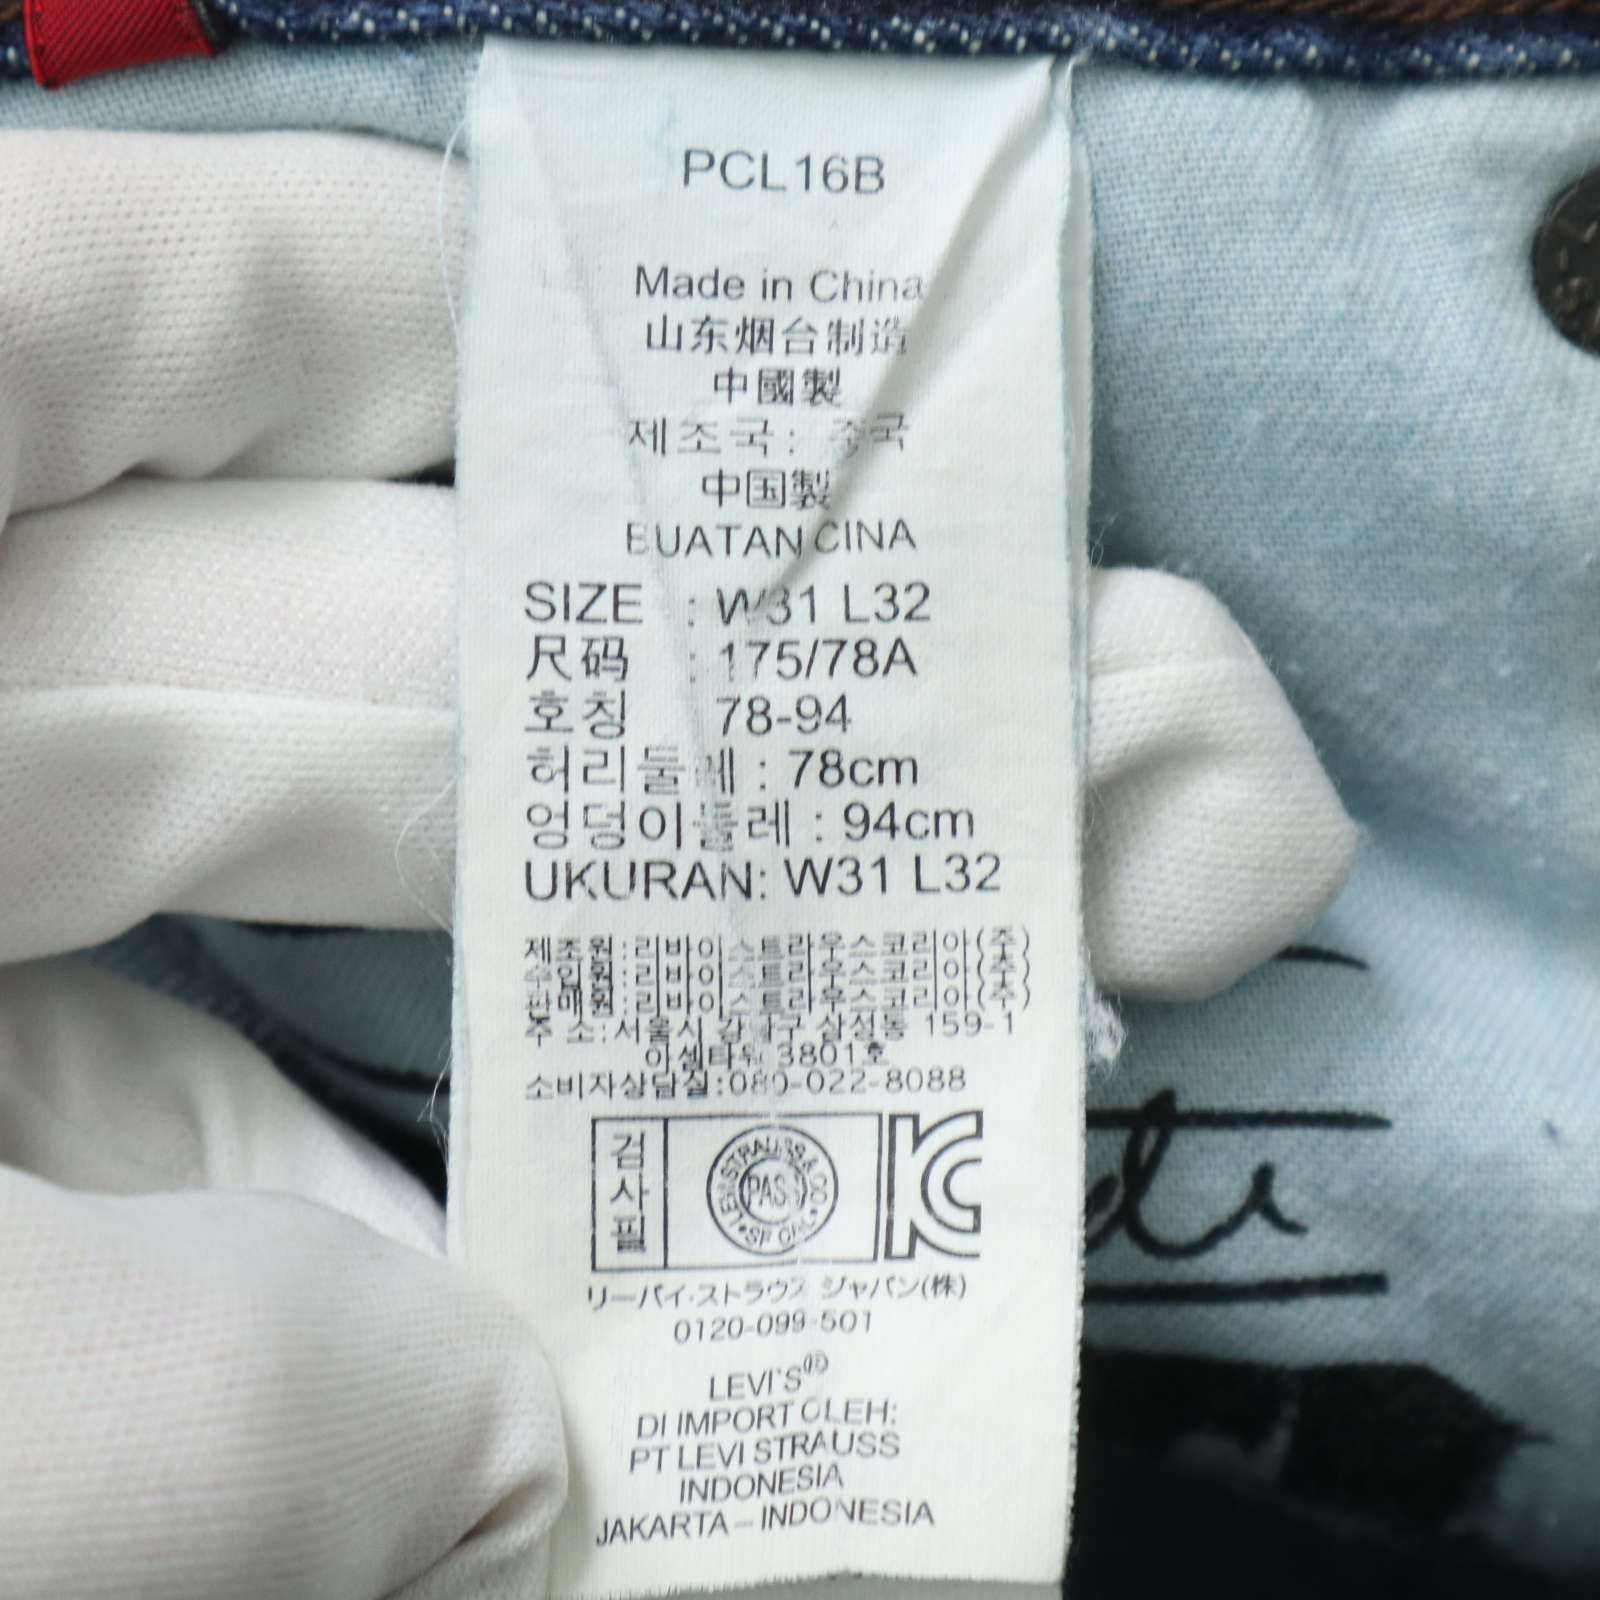 PCL16B
Made in China
山东烟台制造
中國製
제조국: 중국
中国製
BUATAN CINA
SIZE : W31 L32
尺码 : 175/78A
호칭 78-94
허리둘레 : 78cm
엉덩이둘레 : 94cm
UKURAN: W31 L32
제조원:리바이스트라우스코리아(주)
수입원:리바이스트라우스코리아(주)
판매원:리바이스트라우스코리아(주)
주 소:서울시 강남구 삼성동 159-1
아셈타워 3801호
소비자상담실:080-022-8088
검사필
LEVI STRAUSS & CO
PASS
KC
リーバイ・ストラウス ジャパン(株)
0120-099-501
LEVI'S®
DI IMPORT OLEH:
PT LEVI STRAUSS
INDONESIA
JAKARTA – INDONESIA